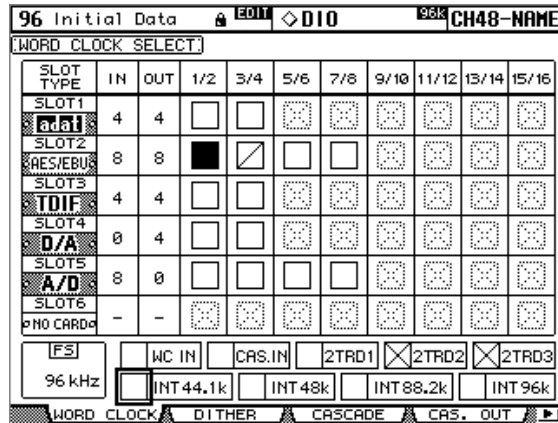 96 Initial Data EDIT ◇DIO 96k CH48-NAME
WORD CLOCK SELECT
SLOT TYPE IN OUT 1/2 3/4 5/6 7/8 9/10 11/12 13/14 15/16
SLOT1 adat 4 4
SLOT2 AES/EBU 8 8
SLOT3 TDIF 4 4
SLOT4 D/A 0 4
SLOT5 A/D 8 0
SLOT6 NO CARD - -
FS WC IN CAS.IN 2TRD1 2TRD2 2TRD3
96 kHz INT44.1k INT48k INT88.2k INT96k
WORD CLOCK DITHER CASCADE CAS. OUT